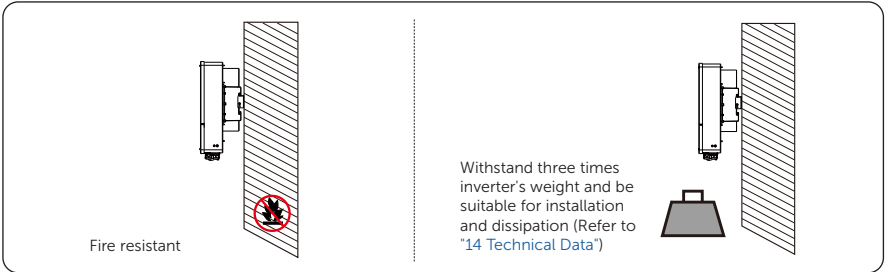 Fire resistant
Withstand three times
inverter's weight and be
suitable for installation
and dissipation (Refer to
"14 Technical Data")